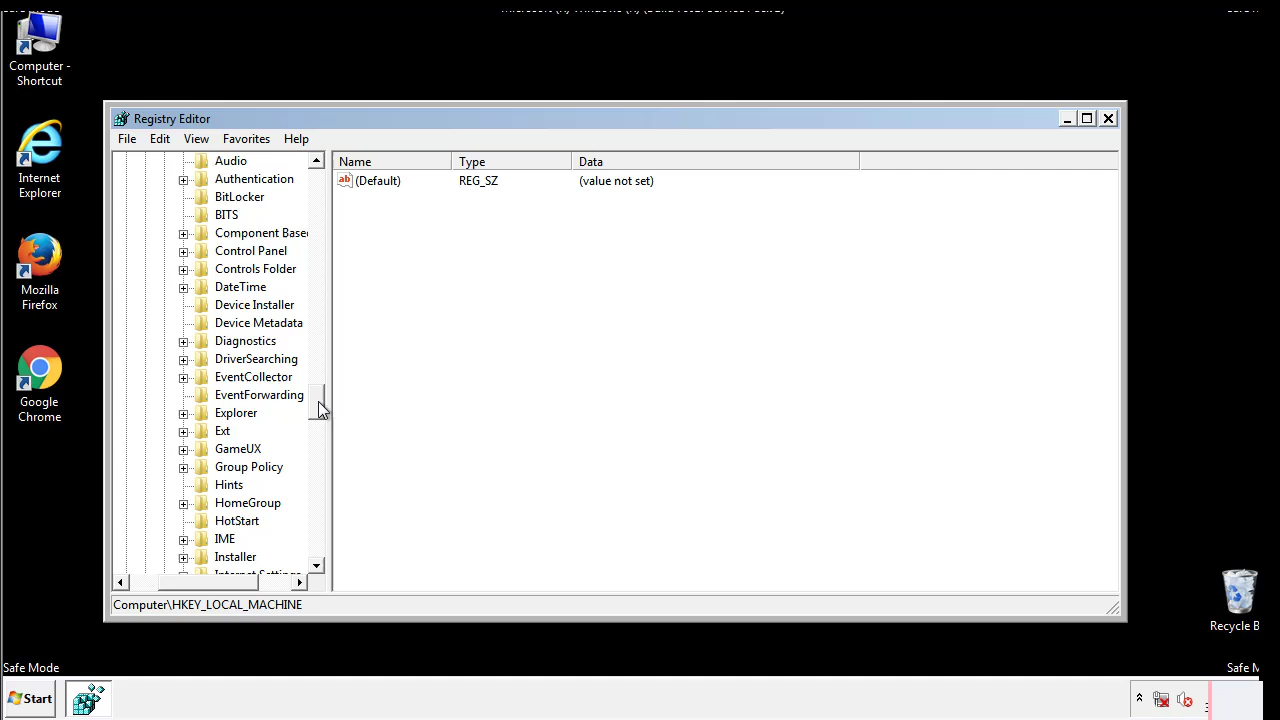 Computer -
Shortcut
Internet
Explorer
Mozilla
Firefox
Google
Chrome
Registry Editor
File Edit View Favorites Help
Audio
Authentication
BitLocker
BITS
Component Base
Control Panel
Controls Folder
DateTime
Device Installer
Device Metadata
Diagnostics
DriverSearching
EventCollector
EventForwarding
Explorer
Ext
GameUX
Group Policy
Hints
HomeGroup
HotStart
IME
Installer
Internet Settings
Name Type Data
ab (Default) REG_SZ (value not set)
Computer\HKEY_LOCAL_MACHINE
Recycle B
Safe Mode Safe M
Start